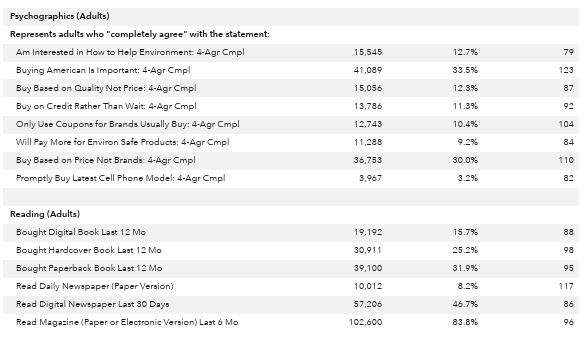 Psychographics (Adults)
Represents adults who "completely agree" with the statement:
Am Interested in How to Help Environment: 4-Agr Cmpl 15,545 12.7% 79
Buying American Is Important: 4-Agr Cmpl 41,089 33.5% 123
Buy Based on Quality Not Price: 4-Agr Cmpl 15,056 12.3% 87
Buy on Credit Rather Than Wait: 4-Agr Cmpl 13,786 11.3% 92
Only Use Coupons for Brands Usually Buy: 4-Agr Cmpl 12,743 10.4% 104
Will Pay More for Environ Safe Products: 4-Agr Cmpl 11,288 9.2% 84
Buy Based on Price Not Brands: 4-Agr Cmpl 36,753 30.0% 110
Promptly Buy Latest Cell Phone Model: 4-Agr Cmpl 3,967 3.2% 82
Reading (Adults)
Bought Digital Book Last 12 Mo 19,192 15.7% 88
Bought Hardcover Book Last 12 Mo 30,911 25.2% 98
Bought Paperback Book Last 12 Mo 39,100 31.9% 95
Read Daily Newspaper (Paper Version) 10,012 8.2% 117
Read Digital Newspaper Last 30 Days 57,206 46.7% 86
Read Magazine (Paper or Electronic Version) Last 6 Mo 102,600 83.8% 96